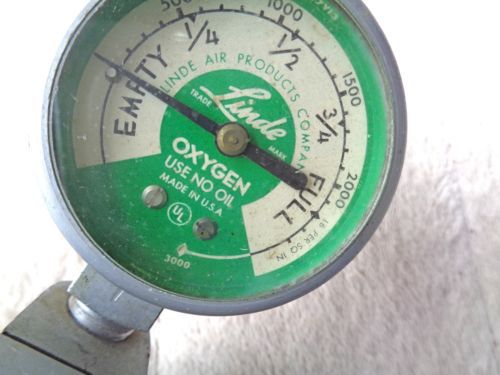 500
1000
1500
2000
3000
EMPTY
1/4
1/2
3/4
FULL
LINDE AIR PRODUCTS COMPANY
TRADE
Linde
MARK
OXYGEN
USE NO OIL
MADE IN U.S.A
UL
PER SQ IN